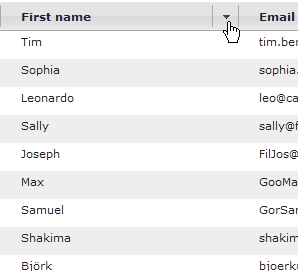 First name Email
Tim tim.ber
Sophia sophia.
Leonardo leo@ca
Sally sally@f
Joseph FilJos@
Max GooMa
Samuel GorSar
Shakima shakim
Björk bjoerku